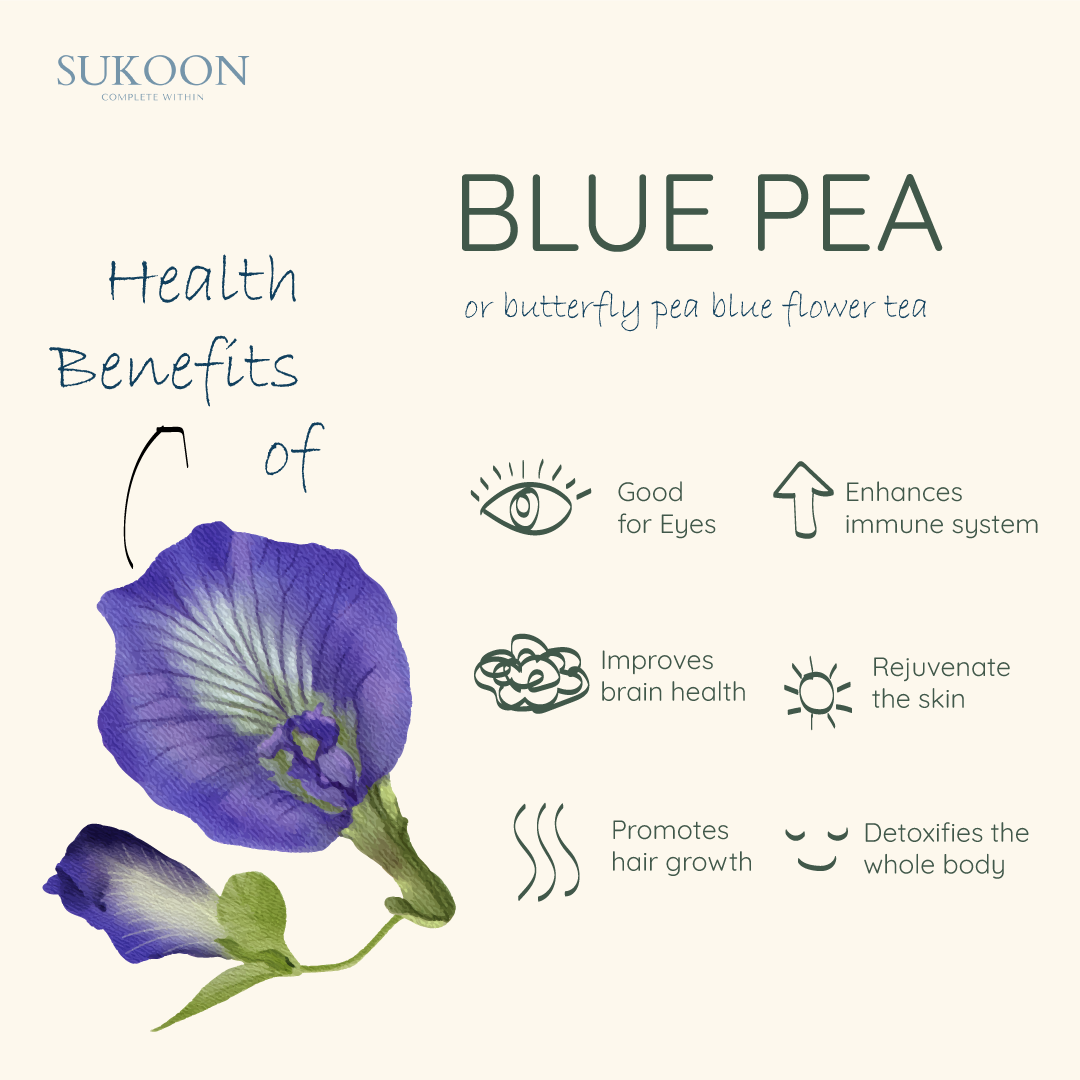 SUKOON
COMPLETE WITHIN
Health
Benefits
of
BLUE PEA
or butterfly pea blue flower tea
Good
for Eyes
Enhances
immune system
Improves
brain health
Rejuvenate
the skin
Promotes
hair growth
Detoxifies the
whole body